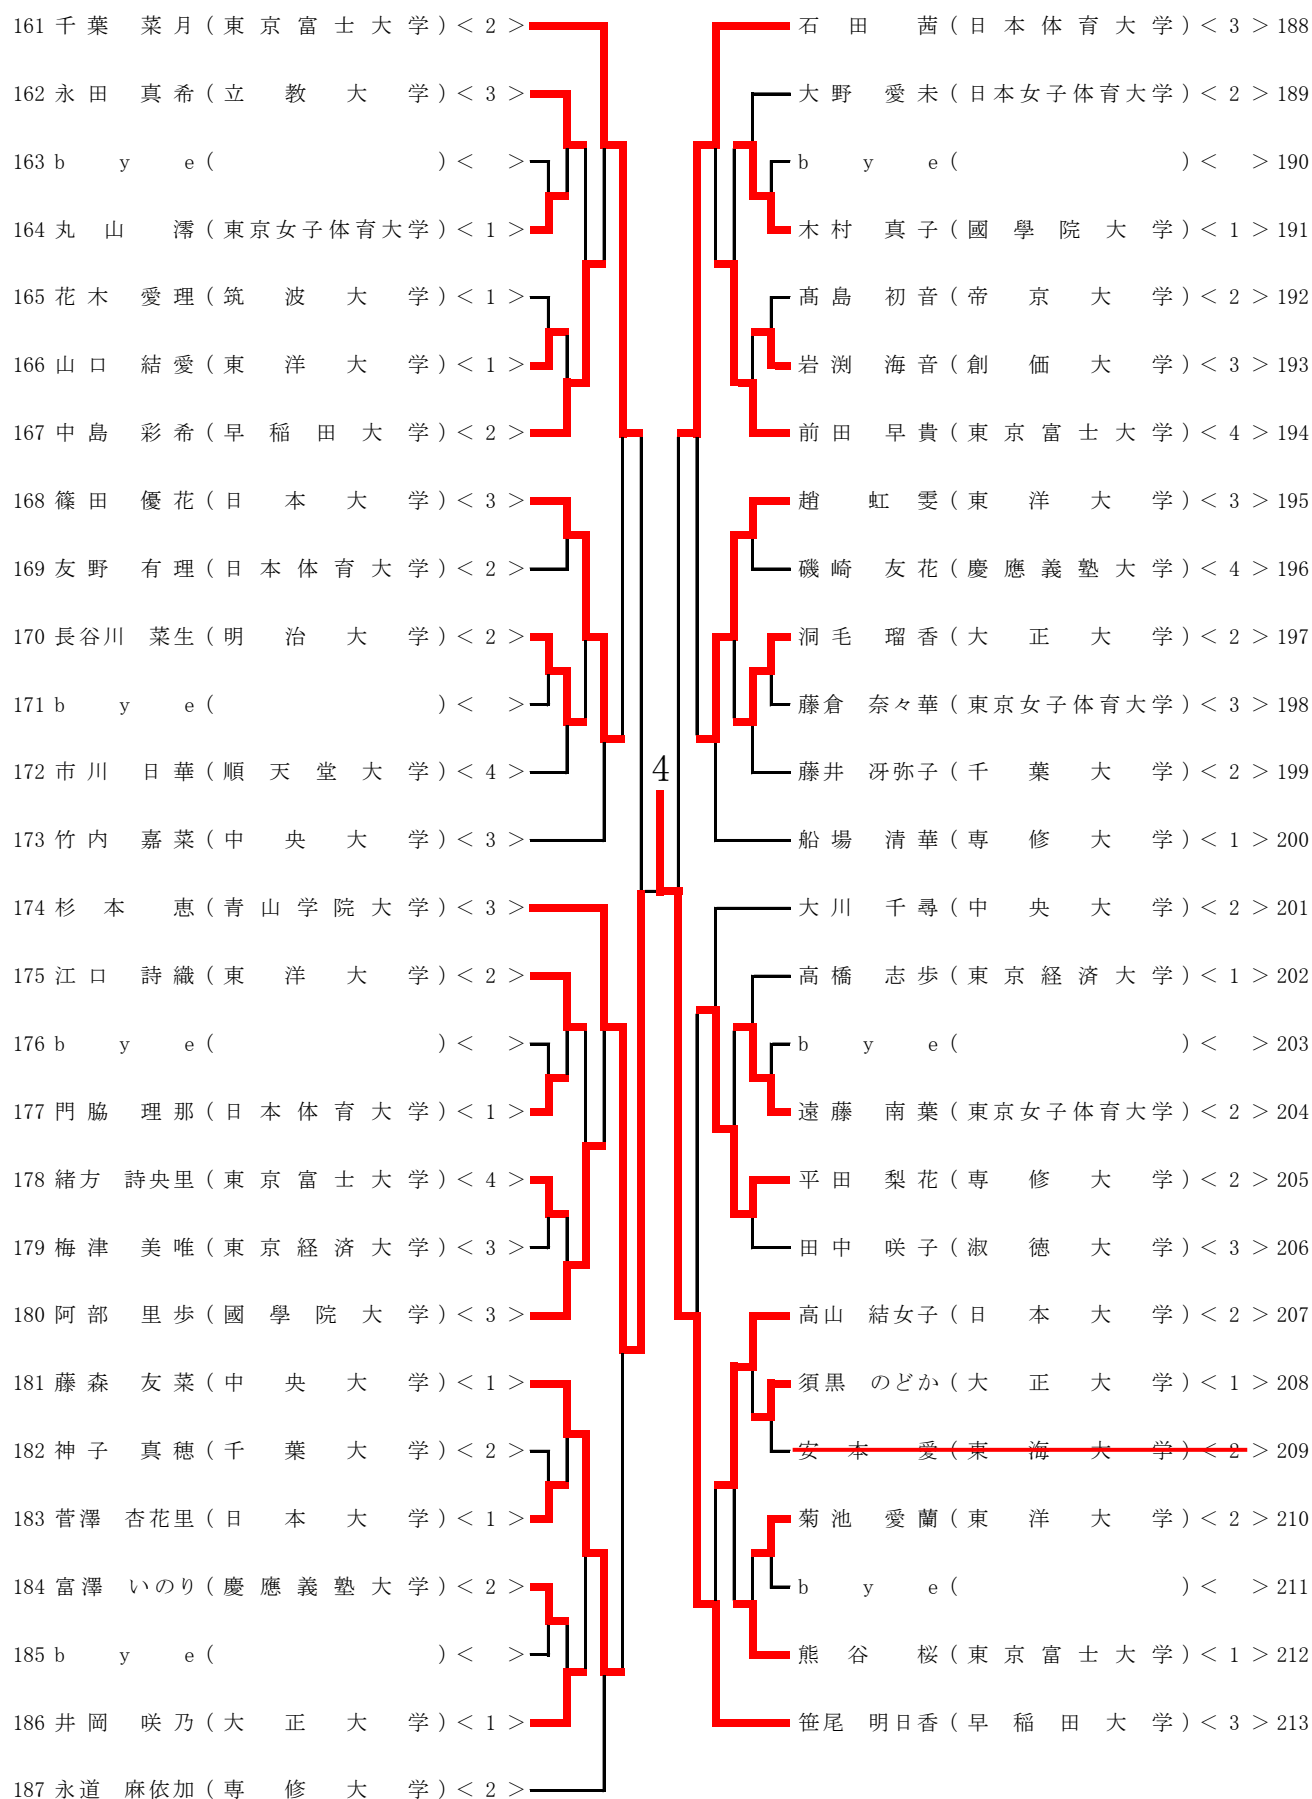 161 千葉 菜月 ( 東京富士大学 ) < 2 >
162 永田 真希 ( 立教大学 ) < 3 >
163 bye ( ) < >
164 丸山 澪 ( 東京女子体育大学 ) < 1 >
165 花木 愛理 ( 筑波大学 ) < 1 >
166 山口 結愛 ( 東洋大学 ) < 1 >
167 中島 彩希 ( 早稲田大学 ) < 2 >
168 篠田 優花 ( 日本大学 ) < 3 >
169 友野 有理 ( 日本体育大学 ) < 2 >
170 長谷川 菜生 ( 明治大学 ) < 2 >
171 bye ( ) < >
172 市川 日華 ( 順天堂大学 ) < 4 >
173 竹内 嘉菜 ( 中央大学 ) < 3 >
174 杉本 恵 ( 青山学院大学 ) < 3 >
175 江口 詩織 ( 東洋大学 ) < 2 >
176 bye ( ) < >
177 門脇 理那 ( 日本体育大学 ) < 1 >
178 緒方 詩央里 ( 東京富士大学 ) < 4 >
179 梅津 美唯 ( 東京経済大学 ) < 3 >
180 阿部 里歩 ( 國學院大学 ) < 3 >
181 藤森 友菜 ( 中央大学 ) < 1 >
182 神子 真穂 ( 千葉大学 ) < 2 >
183 菅澤 杏花里 ( 日本大学 ) < 1 >
184 富澤 いのり ( 慶應義塾大学 ) < 2 >
185 bye ( ) < >
186 井岡 咲乃 ( 大正大学 ) < 1 >
187 永道 麻依加 ( 専修大学 ) < 2 >
4
石田 茜 ( 日本体育大学 ) < 3 > 188
大野 愛未 ( 日本女子体育大学 ) < 2 > 189
bye ( ) < > 190
木村 真子 ( 國學院大学 ) < 1 > 191
髙島 初音 ( 帝京大学 ) < 2 > 192
岩渕 海音 ( 創価大学 ) < 3 > 193
前田 早貴 ( 東京富士大学 ) < 4 > 194
趙 虹雯 ( 東洋大学 ) < 3 > 195
磯崎 友花 ( 慶應義塾大学 ) < 4 > 196
洞毛 瑠香 ( 大正大学 ) < 2 > 197
藤倉 奈々華 ( 東京女子体育大学 ) < 3 > 198
藤井 冴弥子 ( 千葉大学 ) < 2 > 199
船場 清華 ( 専修大学 ) < 1 > 200
大川 千尋 ( 中央大学 ) < 2 > 201
高橋 志歩 ( 東京経済大学 ) < 1 > 202
bye ( ) < > 203
遠藤 南葉 ( 東京女子体育大学 ) < 2 > 204
平田 梨花 ( 専修大学 ) < 2 > 205
田中 咲子 ( 淑徳大学 ) < 3 > 206
高山 結女子 ( 日本大学 ) < 2 > 207
須黒 のどか ( 大正大学 ) < 1 > 208
安本 愛 ( 東海大学 ) < 2 > 209
菊池 愛蘭 ( 東洋大学 ) < 2 > 210
bye ( ) < > 211
熊谷 桜 ( 東京富士大学 ) < 1 > 212
笹尾 明日香 ( 早稲田大学 ) < 3 > 213